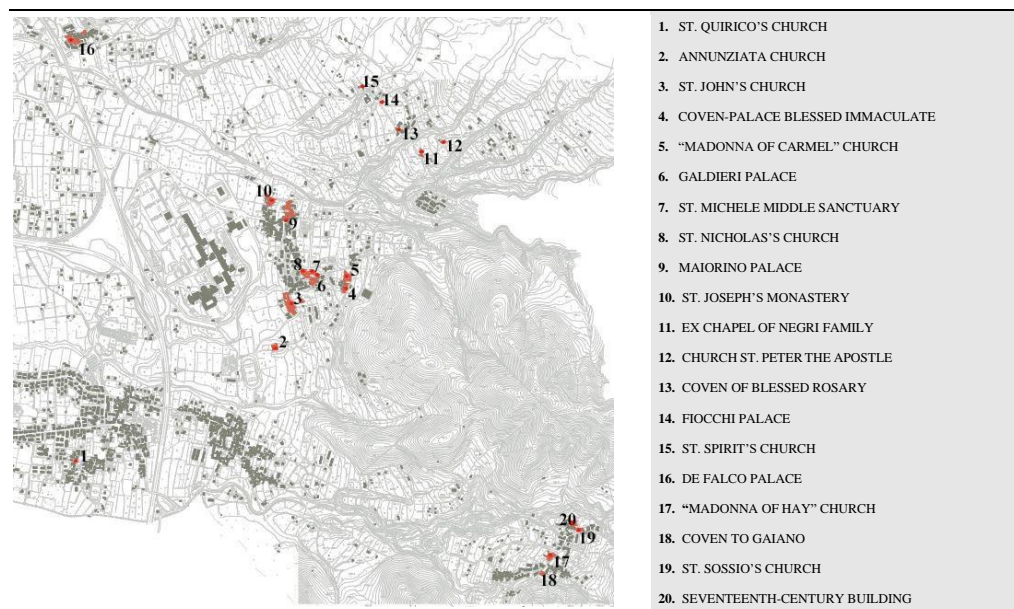 16
15
14
13
12
11
10
9
8 7
5
6
4
3
2
1
20
19
17
18
1. ST. QUIRICO'S CHURCH
2. ANNUNZIATA CHURCH
3. ST. JOHN'S CHURCH
4. COVEN-PALACE BLESSED IMMACULATE
5. “MADONNA OF CARMEL” CHURCH
6. GALDIERI PALACE
7. ST. MICHELE MIDDLE SANCTUARY
8. ST. NICHOLAS'S CHURCH
9. MAIORINO PALACE
10. ST. JOSEPH'S MONASTERY
11. EX CHAPEL OF NEGRI FAMILY
12. CHURCH ST. PETER THE APOSTLE
13. COVEN OF BLESSED ROSARY
14. FIOCCHI PALACE
15. ST. SPIRIT'S CHURCH
16. DE FALCO PALACE
17. “MADONNA OF HAY” CHURCH
18. COVEN TO GAIANO
19. ST. SOSSIO'S CHURCH
20. SEVENTEENTH-CENTURY BUILDING